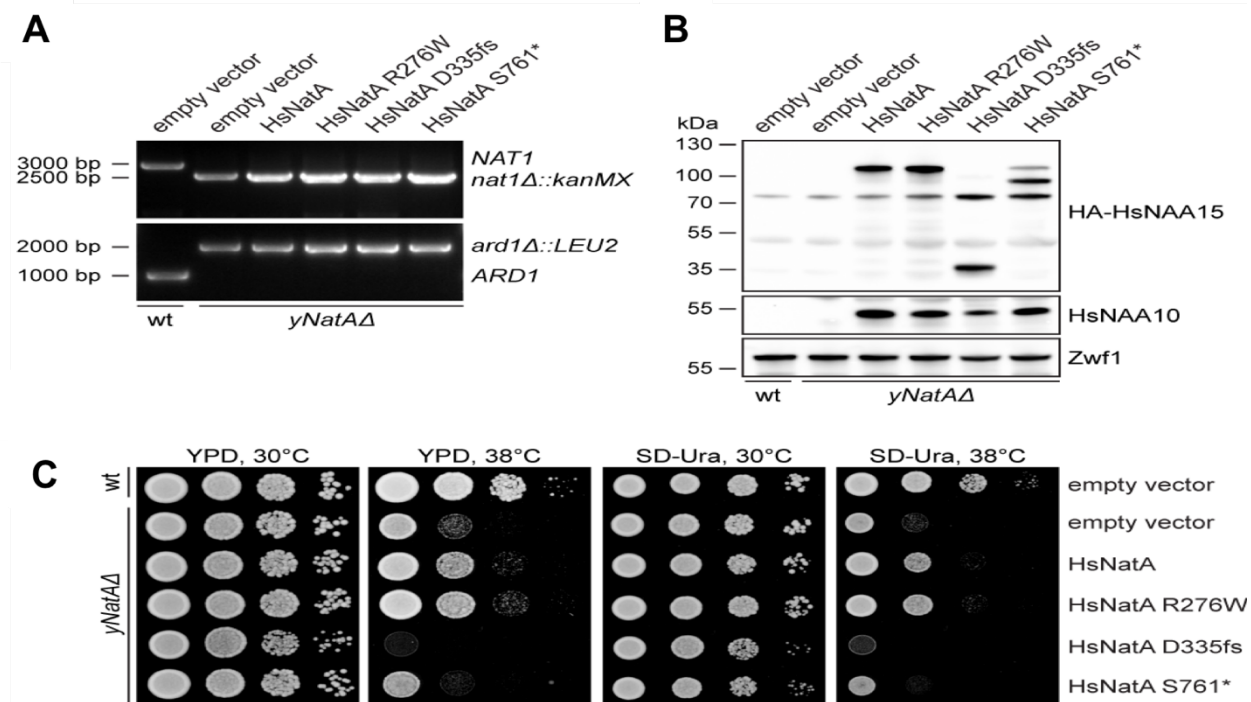 A
empty vector
empty vector
HsNatA
HsNatA R276W
HsNatA D335fs
HsNatA S761*
3000 bp
2500 bp
NAT1
nat1Δ::kanMX
2000 bp
1000 bp
ard1Δ::LEU2
ARD1
wt
yNatAΔ
B
empty vector
empty vector
HsNatA
HsNatA R276W
HsNatA D335fs
HsNatA S761*
kDa
130
100
70
55
35
HA-HsNAA15
55
HsNAA10
55
Zwf1
wt
yNatAΔ
C
YPD, 30°C
YPD, 38°C
SD-Ura, 30°C
SD-Ura, 38°C
wt
empty vector
yNatAΔ
empty vector
HsNatA
HsNatA R276W
HsNatA D335fs
HsNatA S761*